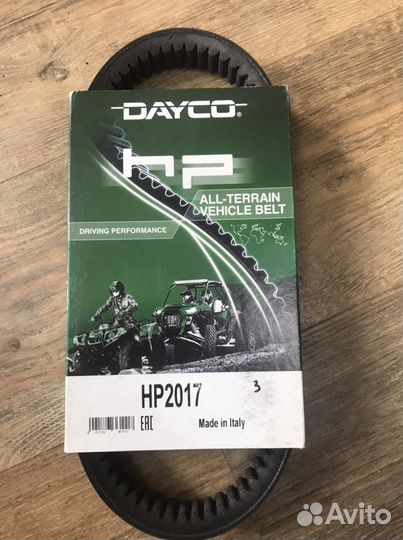 DAYCO®
hp
ALL-TERRAIN
VEHICLE BELT
DRIVING PERFORMANCE
HP2017
3
EAC
Made in Italy
Avito